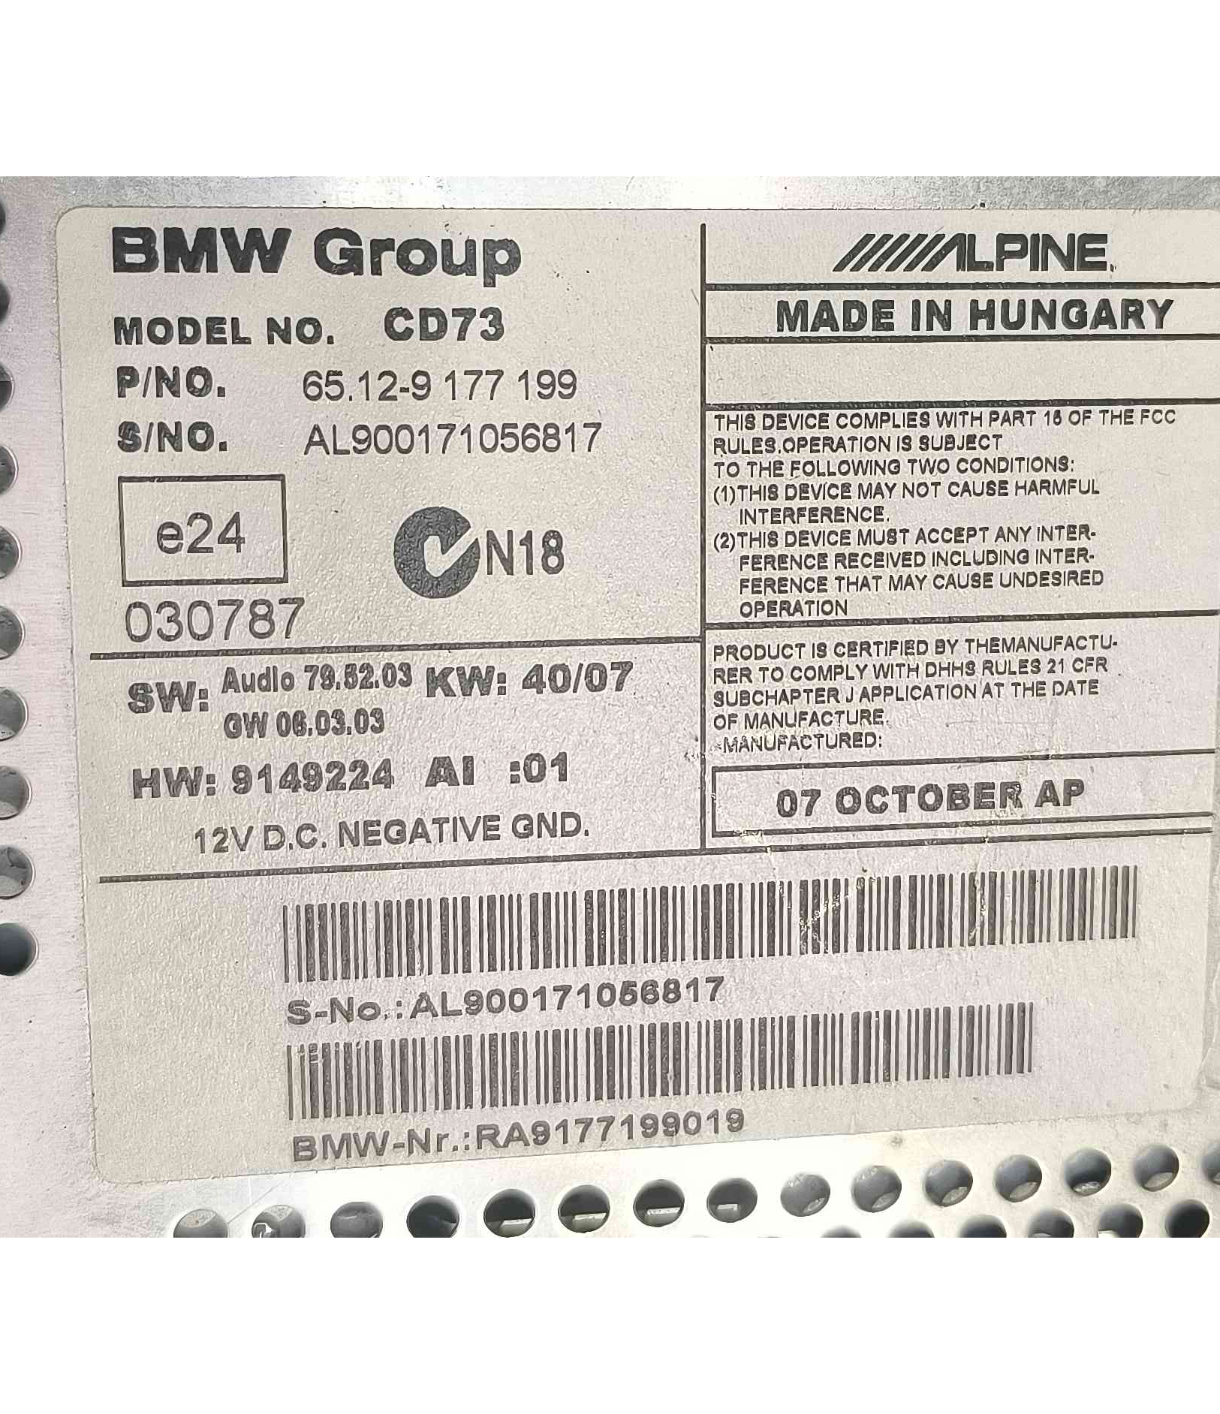 BMW Group
MODEL NO. CD73
P/NO. 65.12-9 177 199
S/NO. AL900171056817
e24
030787
N18
SW: Audio 79.52.03 KW: 40/07
GW 06.03.03
HW: 9149224 AI :01
12V D.C. NEGATIVE GND.
ALPINE
MADE IN HUNGARY
THIS DEVICE COMPLIES WITH PART 15 OF THE FCC
RULES.OPERATION IS SUBJECT
TO THE FOLLOWING TWO CONDITIONS:
(1)THIS DEVICE MAY NOT CAUSE HARMFUL
INTERFERENCE.
(2)THIS DEVICE MUST ACCEPT ANY INTER-
FERENCE RECEIVED INCLUDING INTER-
FERENCE THAT MAY CAUSE UNDESIRED
OPERATION
PRODUCT IS CERTIFIED BY THEMANUFACTU-
RER TO COMPLY WITH DHHS RULES 21 CFR
SUBCHAPTER J APPLICATION AT THE DATE
OF MANUFACTURE.
-MANUFACTURED:
07 OCTOBER AP
S-No.:AL900171056817
BMW-Nr.:RA9177199019